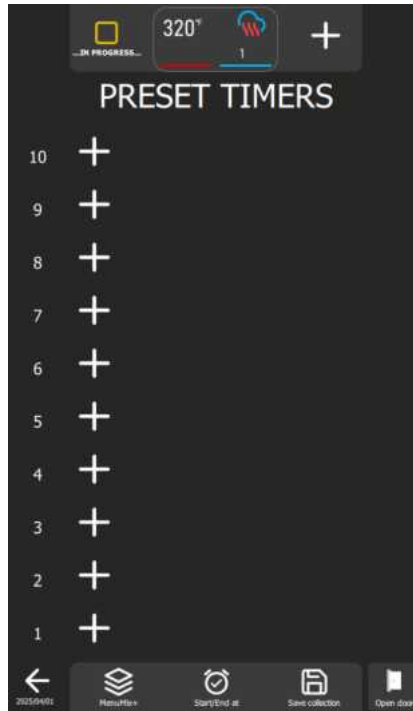 320°F
...IN PROGRESS...
1
PRESET TIMERS
10
9
8
7
6
5
4
3
2
1
2025/04/01
MenuMix+
Start/End at
Save collection
Open door